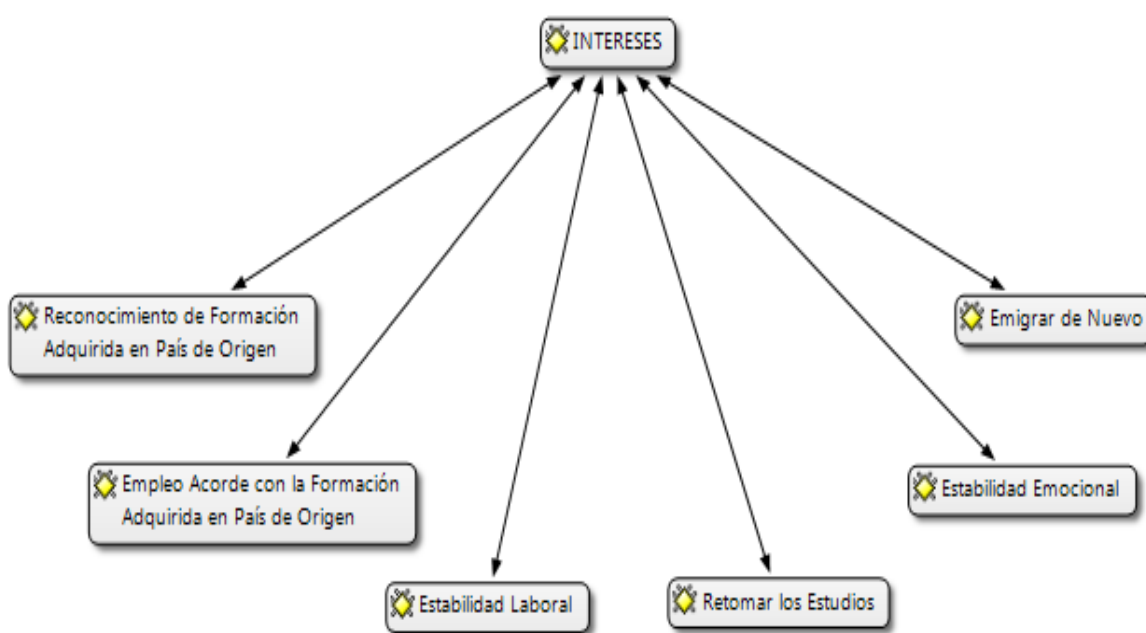 INTERESES
Reconocimiento de Formación
Adquirida en País de Origen
Emigrar de Nuevo
Empleo Acorde con la Formación
Adquirida en País de Origen
Estabilidad Emocional
Estabilidad Laboral
Retomar los Estudios